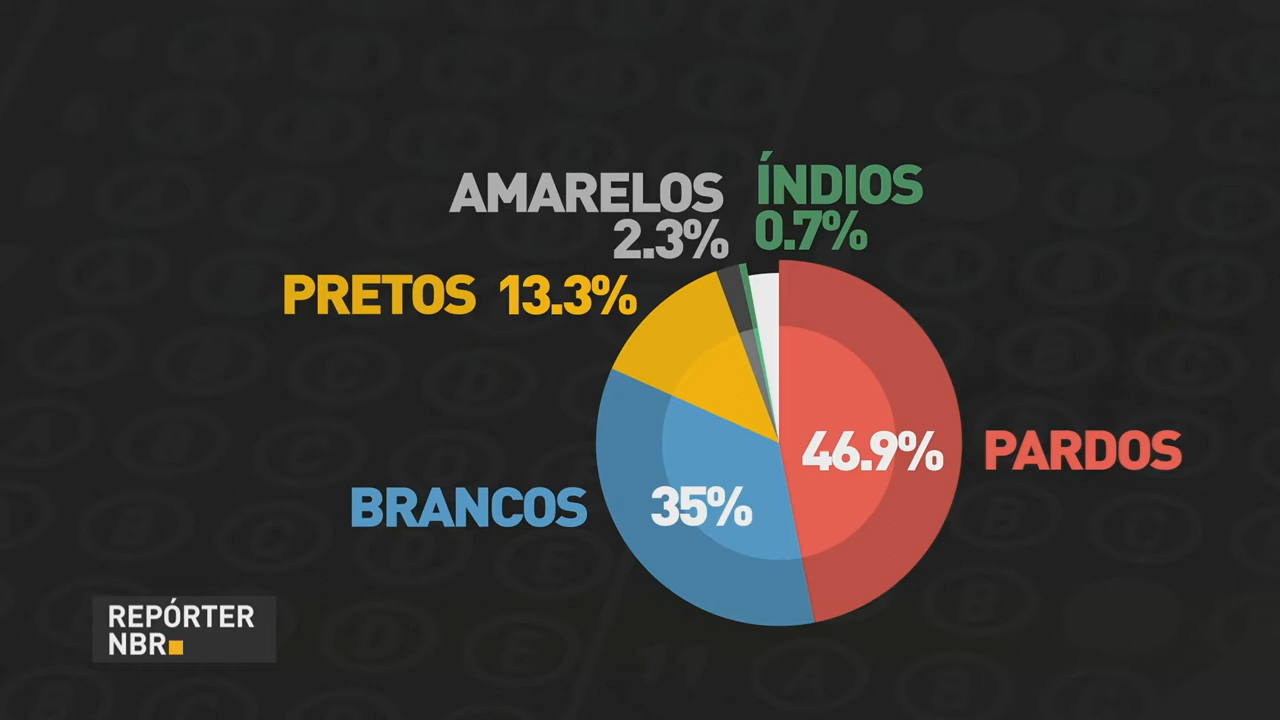 AMARELOS
2.3%
ÍNDIOS
0.7%
PRETOS 13.3%
46.9% PARDOS
BRANCOS 35%
REPÓRTER
NBR